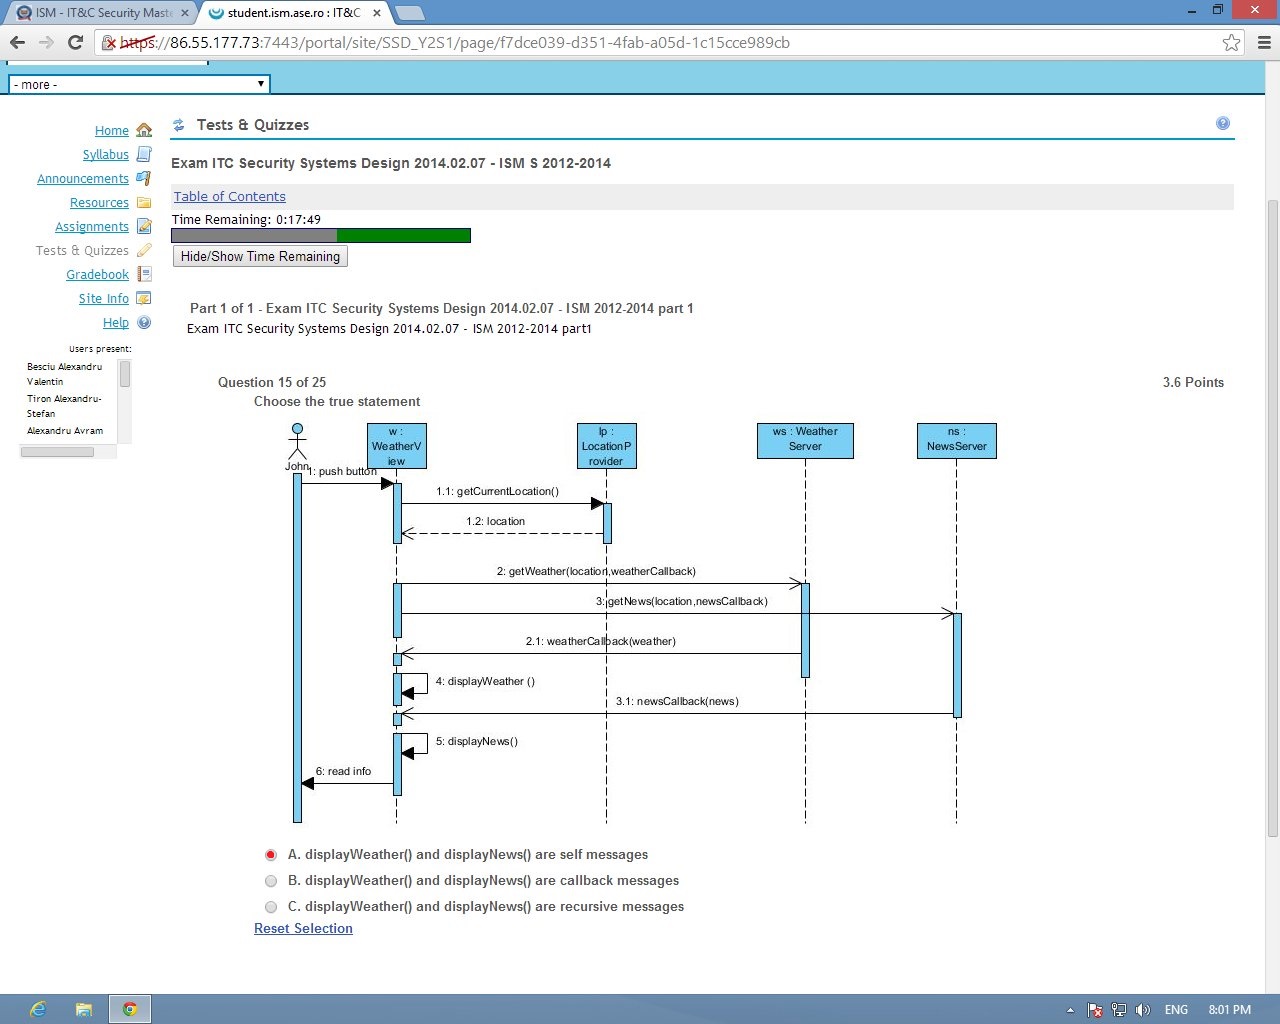 ISM - IT&C Security Maste
student.ism.ase.ro : IT&C
https://86.55.177.73:7443/portal/site/SSD_Y2S1/page/f7dce039-d351-4fab-a05d-1c15cce989cb
- more -
Home
Syllabus
Announcements
Resources
Assignments
Tests & Quizzes
Gradebook
Site Info
Help
Users present:
Besciu Alexandru
Valentin
Tiron Alexandru-
Stefan
Alexandru Avram
Tests & Quizzes
Exam ITC Security Systems Design 2014.02.07 - ISM S 2012-2014
Table of Contents
Time Remaining: 0:17:49
Hide/Show Time Remaining
Part 1 of 1 - Exam ITC Security Systems Design 2014.02.07 - ISM 2012-2014 part 1
Exam ITC Security Systems Design 2014.02.07 - ISM 2012-2014 part1
Question 15 of 25
3.6 Points
Choose the true statement
John
w :
WeatherV
iew
lp :
LocationP
rovider
ws : Weather
Server
ns :
NewsServer
1: push button
1.1: getCurrentLocation()
1.2: location
2: getWeather(location,weatherCallback)
3: getNews(location,newsCallback)
2.1: weatherCallback(weather)
4: displayWeather ()
3.1: newsCallback(news)
5: displayNews()
6: read info
A. displayWeather() and displayNews() are self messages
B. displayWeather() and displayNews() are callback messages
C. displayWeather() and displayNews() are recursive messages
Reset Selection
ENG
8:01 PM